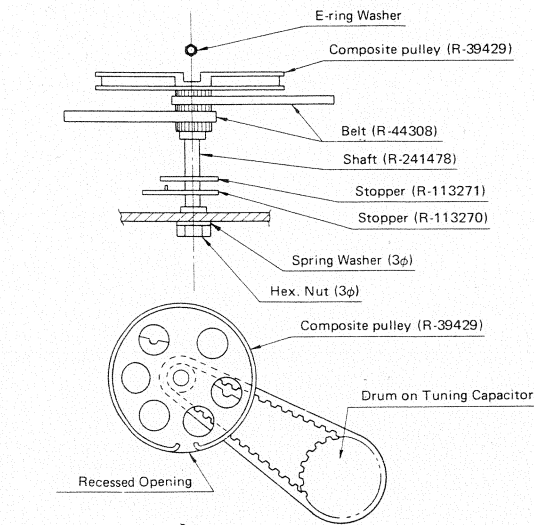 E-ring Washer
Composite pulley (R-39429)
Belt (R-44308)
Shaft (R-241478)
Stopper (R-113271)
Stopper (R-113270)
Spring Washer (3ϕ)
Hex. Nut (3ϕ)
Composite pulley (R-39429)
Drum on Tuning Capacitor
Recessed Opening